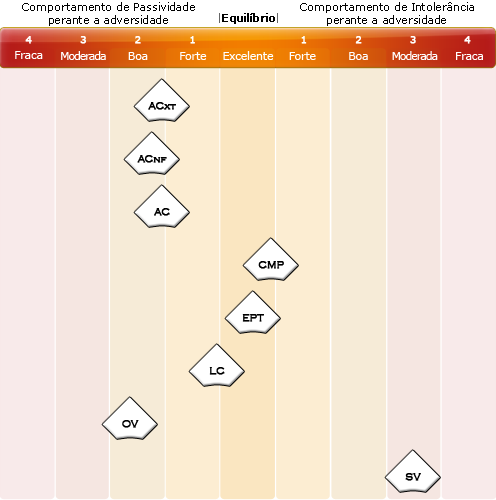 Comportamento de Passividade
perante a adversidade
|Equilíbrio|
Comportamento de Intolerância
perante a adversidade
4 3 2 1 1 2 3 4
Fraca Moderada Boa Forte Excelente Forte Boa Moderada Fraca
ACXT
ACNF
AC
CMP
EPT
LC
OV
SV